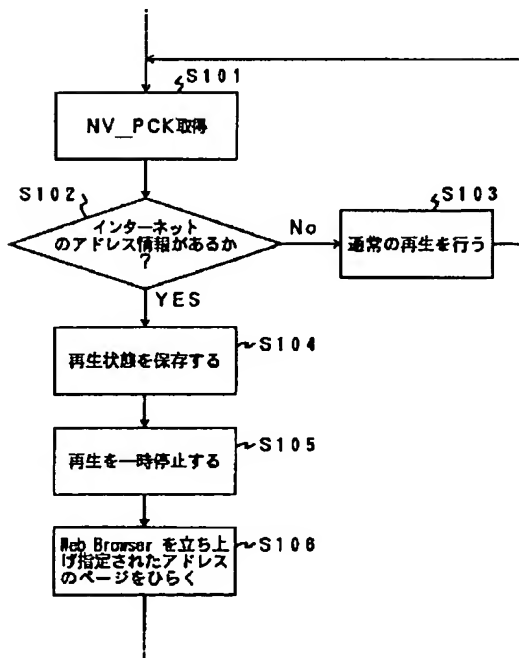 S101
NV_PCK取得
S102
インターネット
のアドレス情報があるか
?
No
S103
通常の再生を行う
YES
再生状態を保存する
S104
再生を一時停止する
S105
Web Browser を立ち上
げ指定されたアドレス
のページをひらく
S106